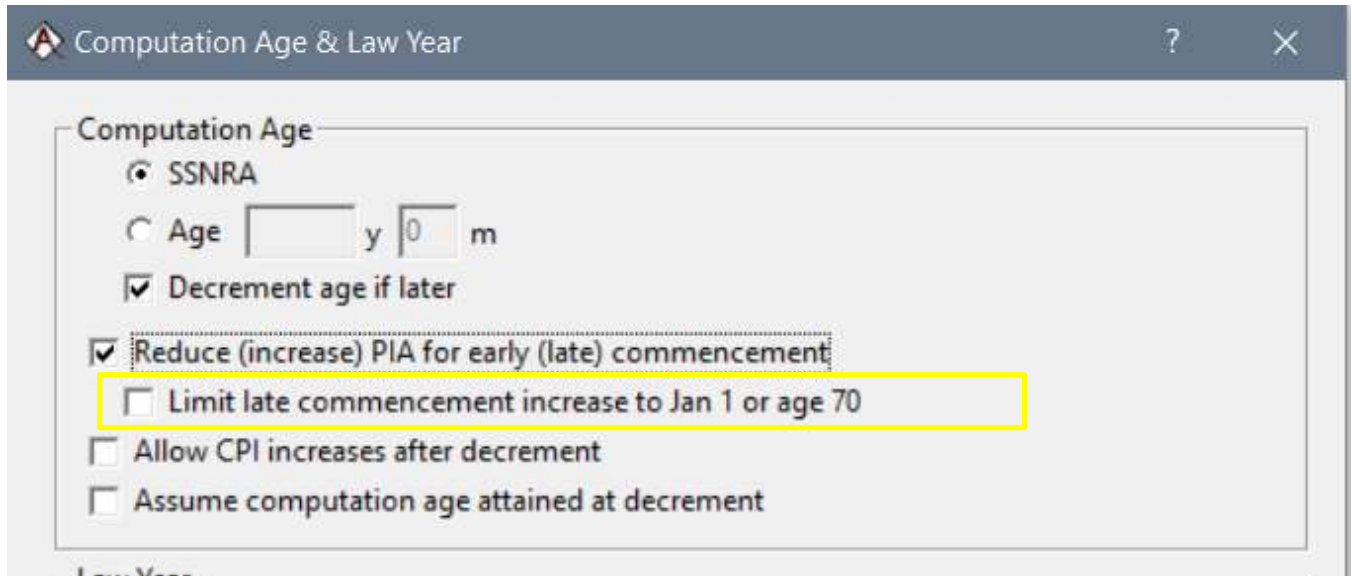 Computation Age & Law Year ?
Computation Age
SSNRA
Age y 0 m
Decrement age if later
Reduce (increase) PIA for early (late) commencement
Limit late commencement increase to Jan 1 or age 70
Allow CPI increases after decrement
Assume computation age attained at decrement
Law Year